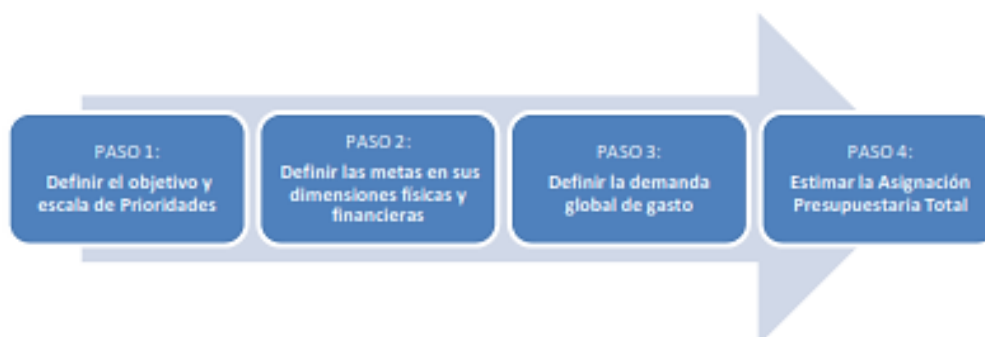 PASO 1:
Definir el objetivo y
escala de Prioridades
PASO 2:
Definir las metas en sus
dimensiones físicas y
financieras
PASO 3:
Definir la demanda
global de gasto
PASO 4:
Estimar la Asignación
Presupuestaria Total